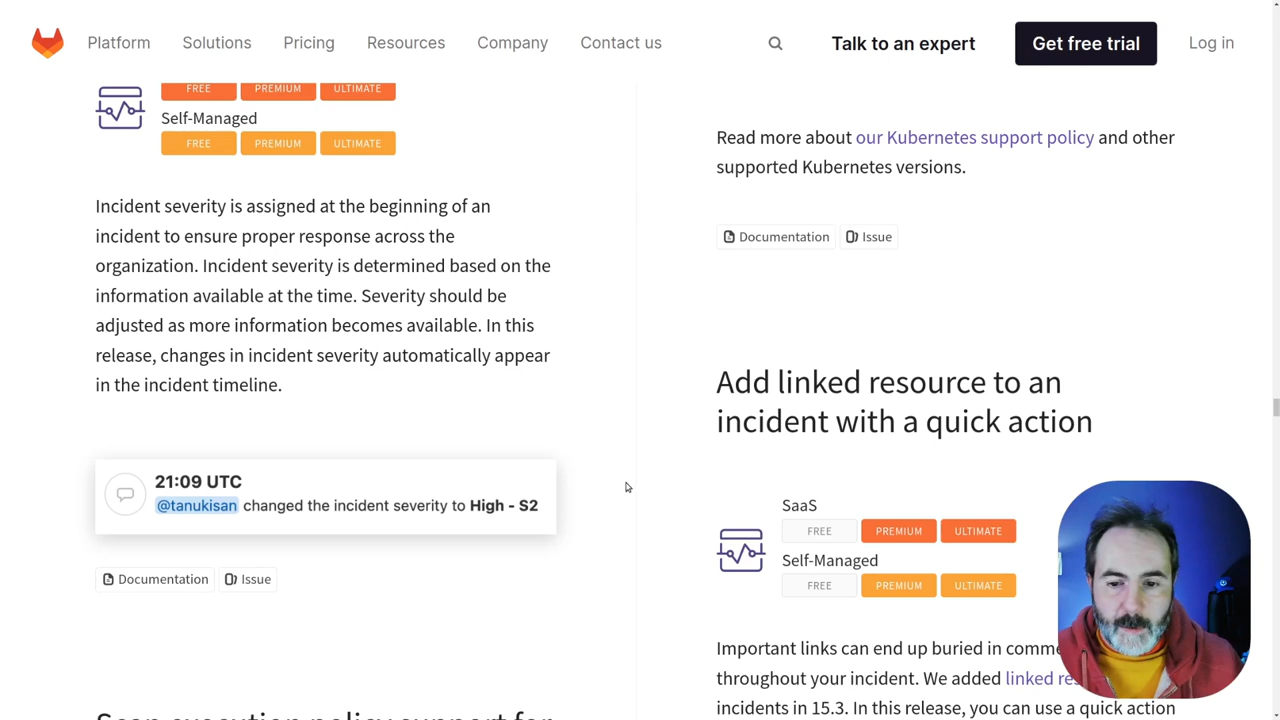 Platform
Solutions
Pricing
Resources
Company
Contact us
Talk to an expert
Get free trial
Log in
FREE
PREMIUM
ULTIMATE
Self-Managed
FREE
PREMIUM
ULTIMATE
Incident severity is assigned at the beginning of an
incident to ensure proper response across the
organization. Incident severity is determined based on the
information available at the time. Severity should be
adjusted as more information becomes available. In this
release, changes in incident severity automatically appear
in the incident timeline.
21:09 UTC
@tanukisan changed the incident severity to High - S2
Documentation
Issue
Scan execution policy support for
Read more about our Kubernetes support policy and other
supported Kubernetes versions.
Documentation
Issue
Add linked resource to an
incident with a quick action
SaaS
FREE
PREMIUM
ULTIMATE
Self-Managed
FREE
PREMIUM
ULTIMATE
Important links can end up buried in
throughout your incident. We added linked
incidents in 15.3. In this release, you can use a quick action